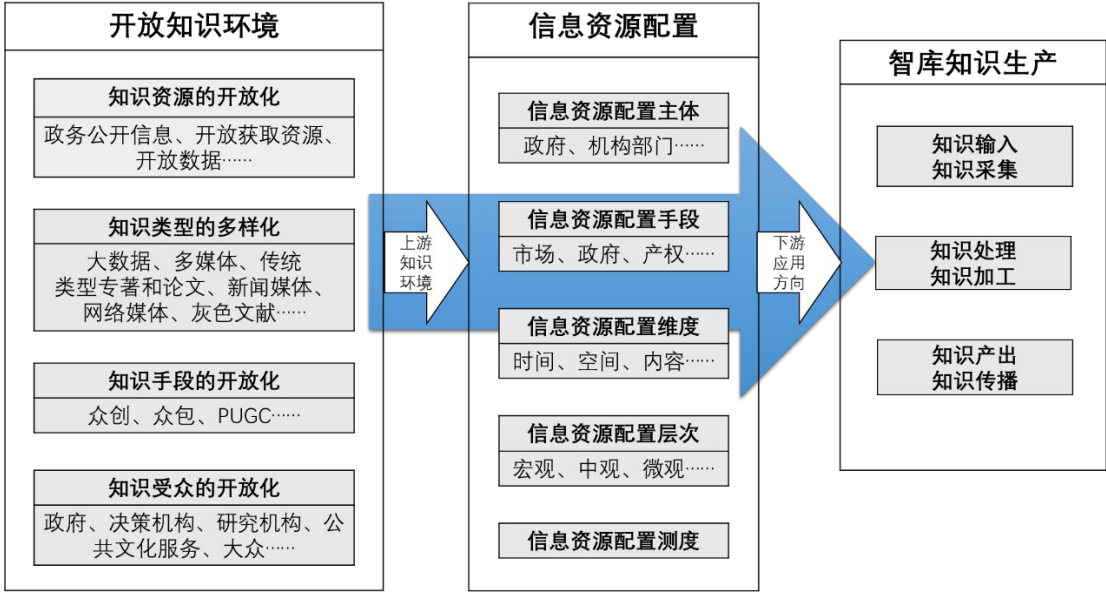 开放知识环境
知识资源的开放化
政务公开信息、开放获取资源、
开放数据……
知识类型的多样化
大数据、多媒体、传统
类型专著和论文、新闻媒体、
网络媒体、灰色文献……
知识手段的开放化
众创、众包、PUGC……
知识受众的开放化
政府、决策机构、研究机构、公
共文化服务、大众……
上游
知识
环境
信息资源配置
信息资源配置主体
政府、机构部门……
信息资源配置手段
市场、政府、产权……
信息资源配置维度
时间、空间、内容……
信息资源配置层次
宏观、中观、微观……
信息资源配置测度
下游
应用
方向
智库知识生产
知识输入
知识采集
知识处理
知识加工
知识产出
知识传播